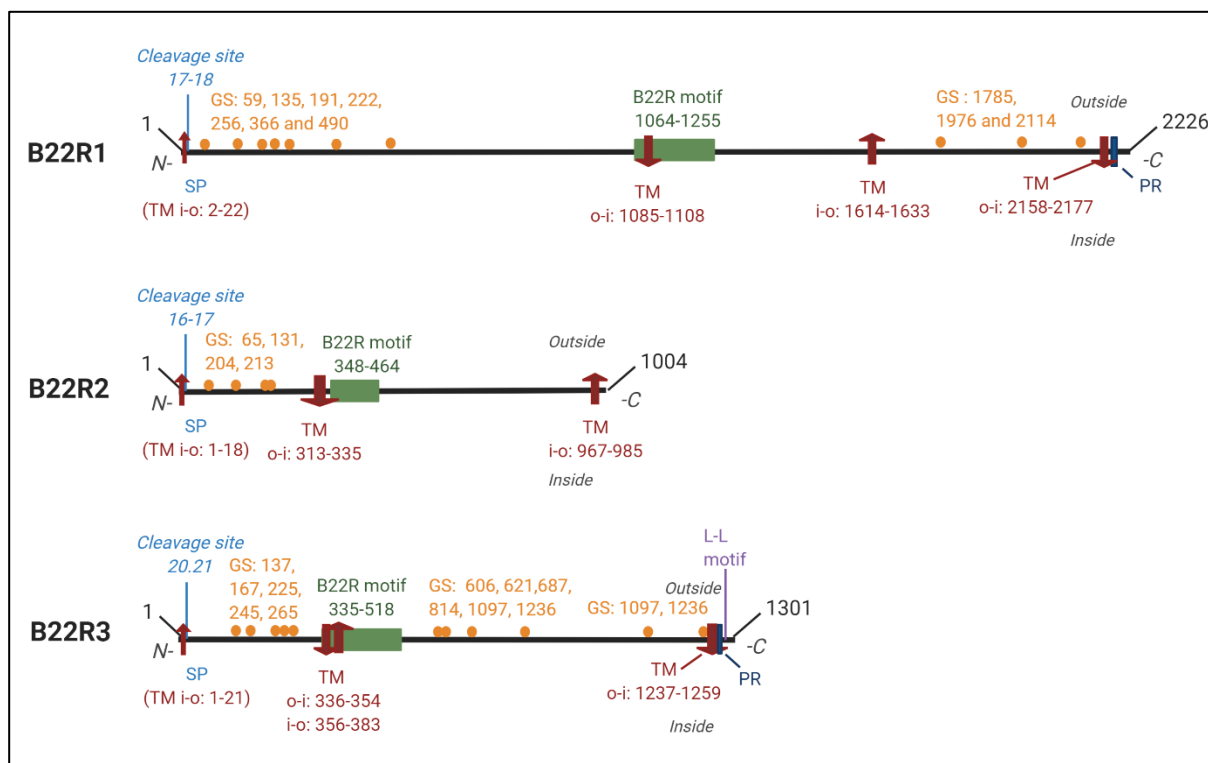 Cleavage site
17-18
GS: 59, 135, 191, 222,
256, 366 and 490
B22R motif
1064-1255
GS : 1785,
1976 and 2114
Outside
1
2226
B22R1
N-
-C
SP
(TM i-o: 2-22)
TM
o-i: 1085-1108
TM
i-o: 1614-1633
TM
o-i: 2158-2177
PR
Inside
Cleavage site
16-17
GS: 65, 131,
204, 213
B22R motif
348-464
Outside
1
1004
B22R2
N-
-C
SP
(TM i-o: 1-18)
TM
o-i: 313-335
TM
i-o: 967-985
Inside
L-L
motif
Cleavage site
20.21
GS: 137,
167, 225,
245, 265
B22R motif
335-518
GS: 606, 621,687,
814, 1097, 1236
GS: 1097, 1236
Outside
1
1301
B22R3
N-
-C
SP
(TM i-o: 1-21)
TM
o-i: 336-354
i-o: 356-383
TM
o-i: 1237-1259
PR
Inside